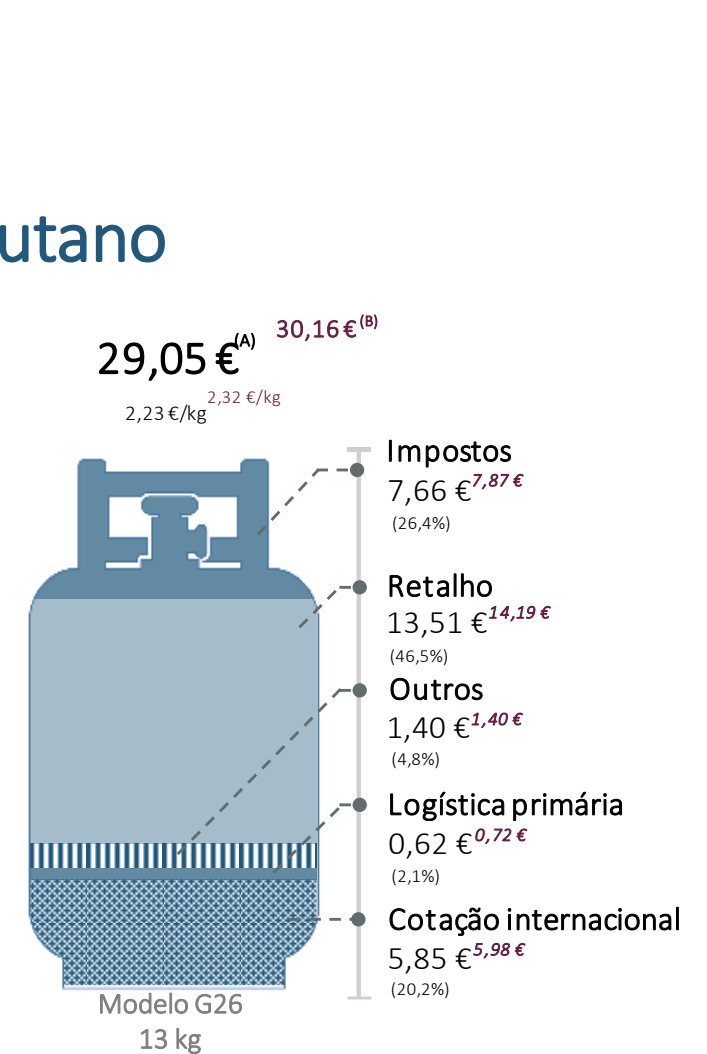 utano
29,05 €(A) 30,16 €(B)
2,23 €/kg 2,32 €/kg
Impostos
7,66 € 7,87 €
(26,4%)
Retalho
13,51 € 14,19 €
(46,5%)
Outros
1,40 € 1,40 €
(4,8%)
Logística primária
0,62 € 0,72 €
(2,1%)
Cotação internacional
5,85 € 5,98 €
(20,2%)
Modelo G26
13 kg